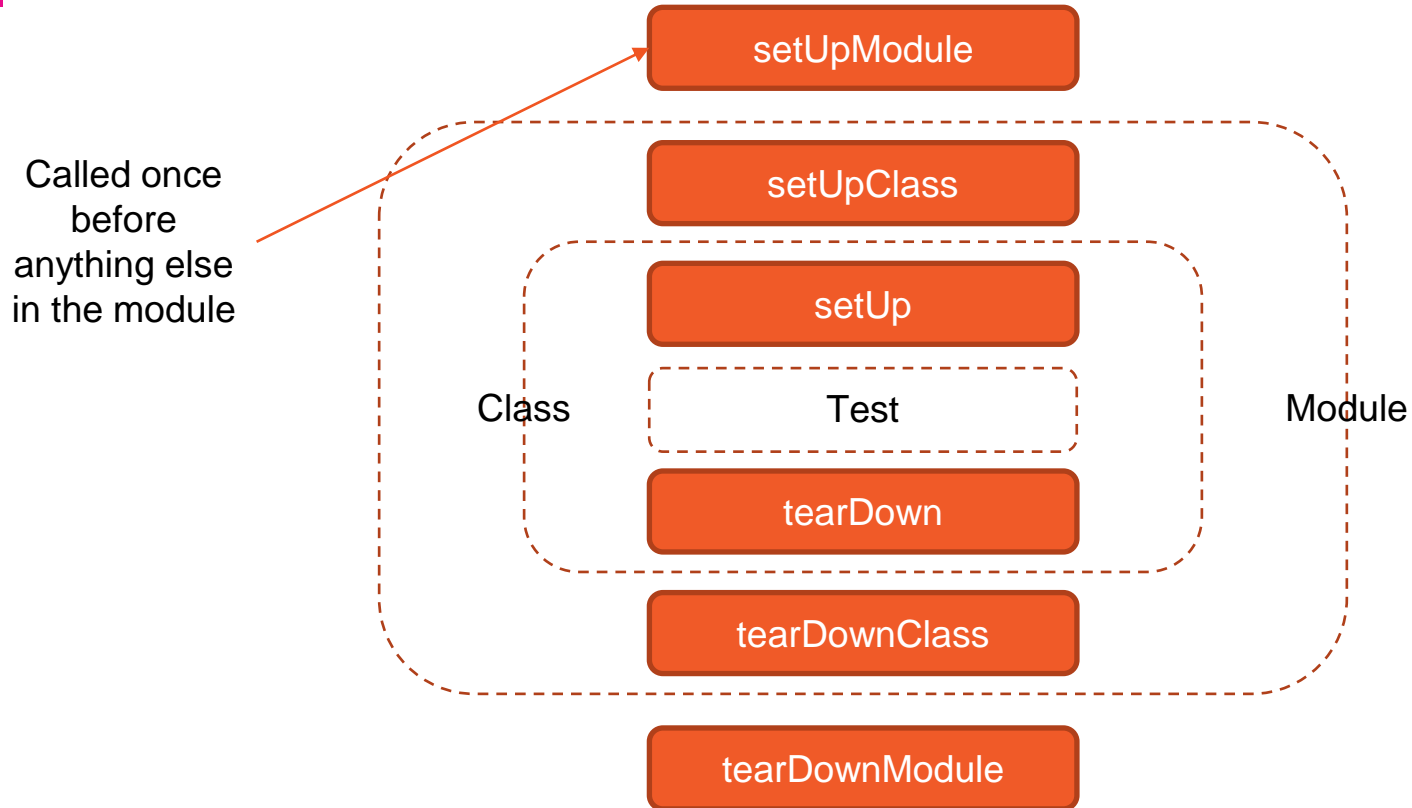 setUpModule
Called once
before
anything else
in the module
setUpClass
setUp
Class
Test
Module
tearDown
tearDownClass
tearDownModule